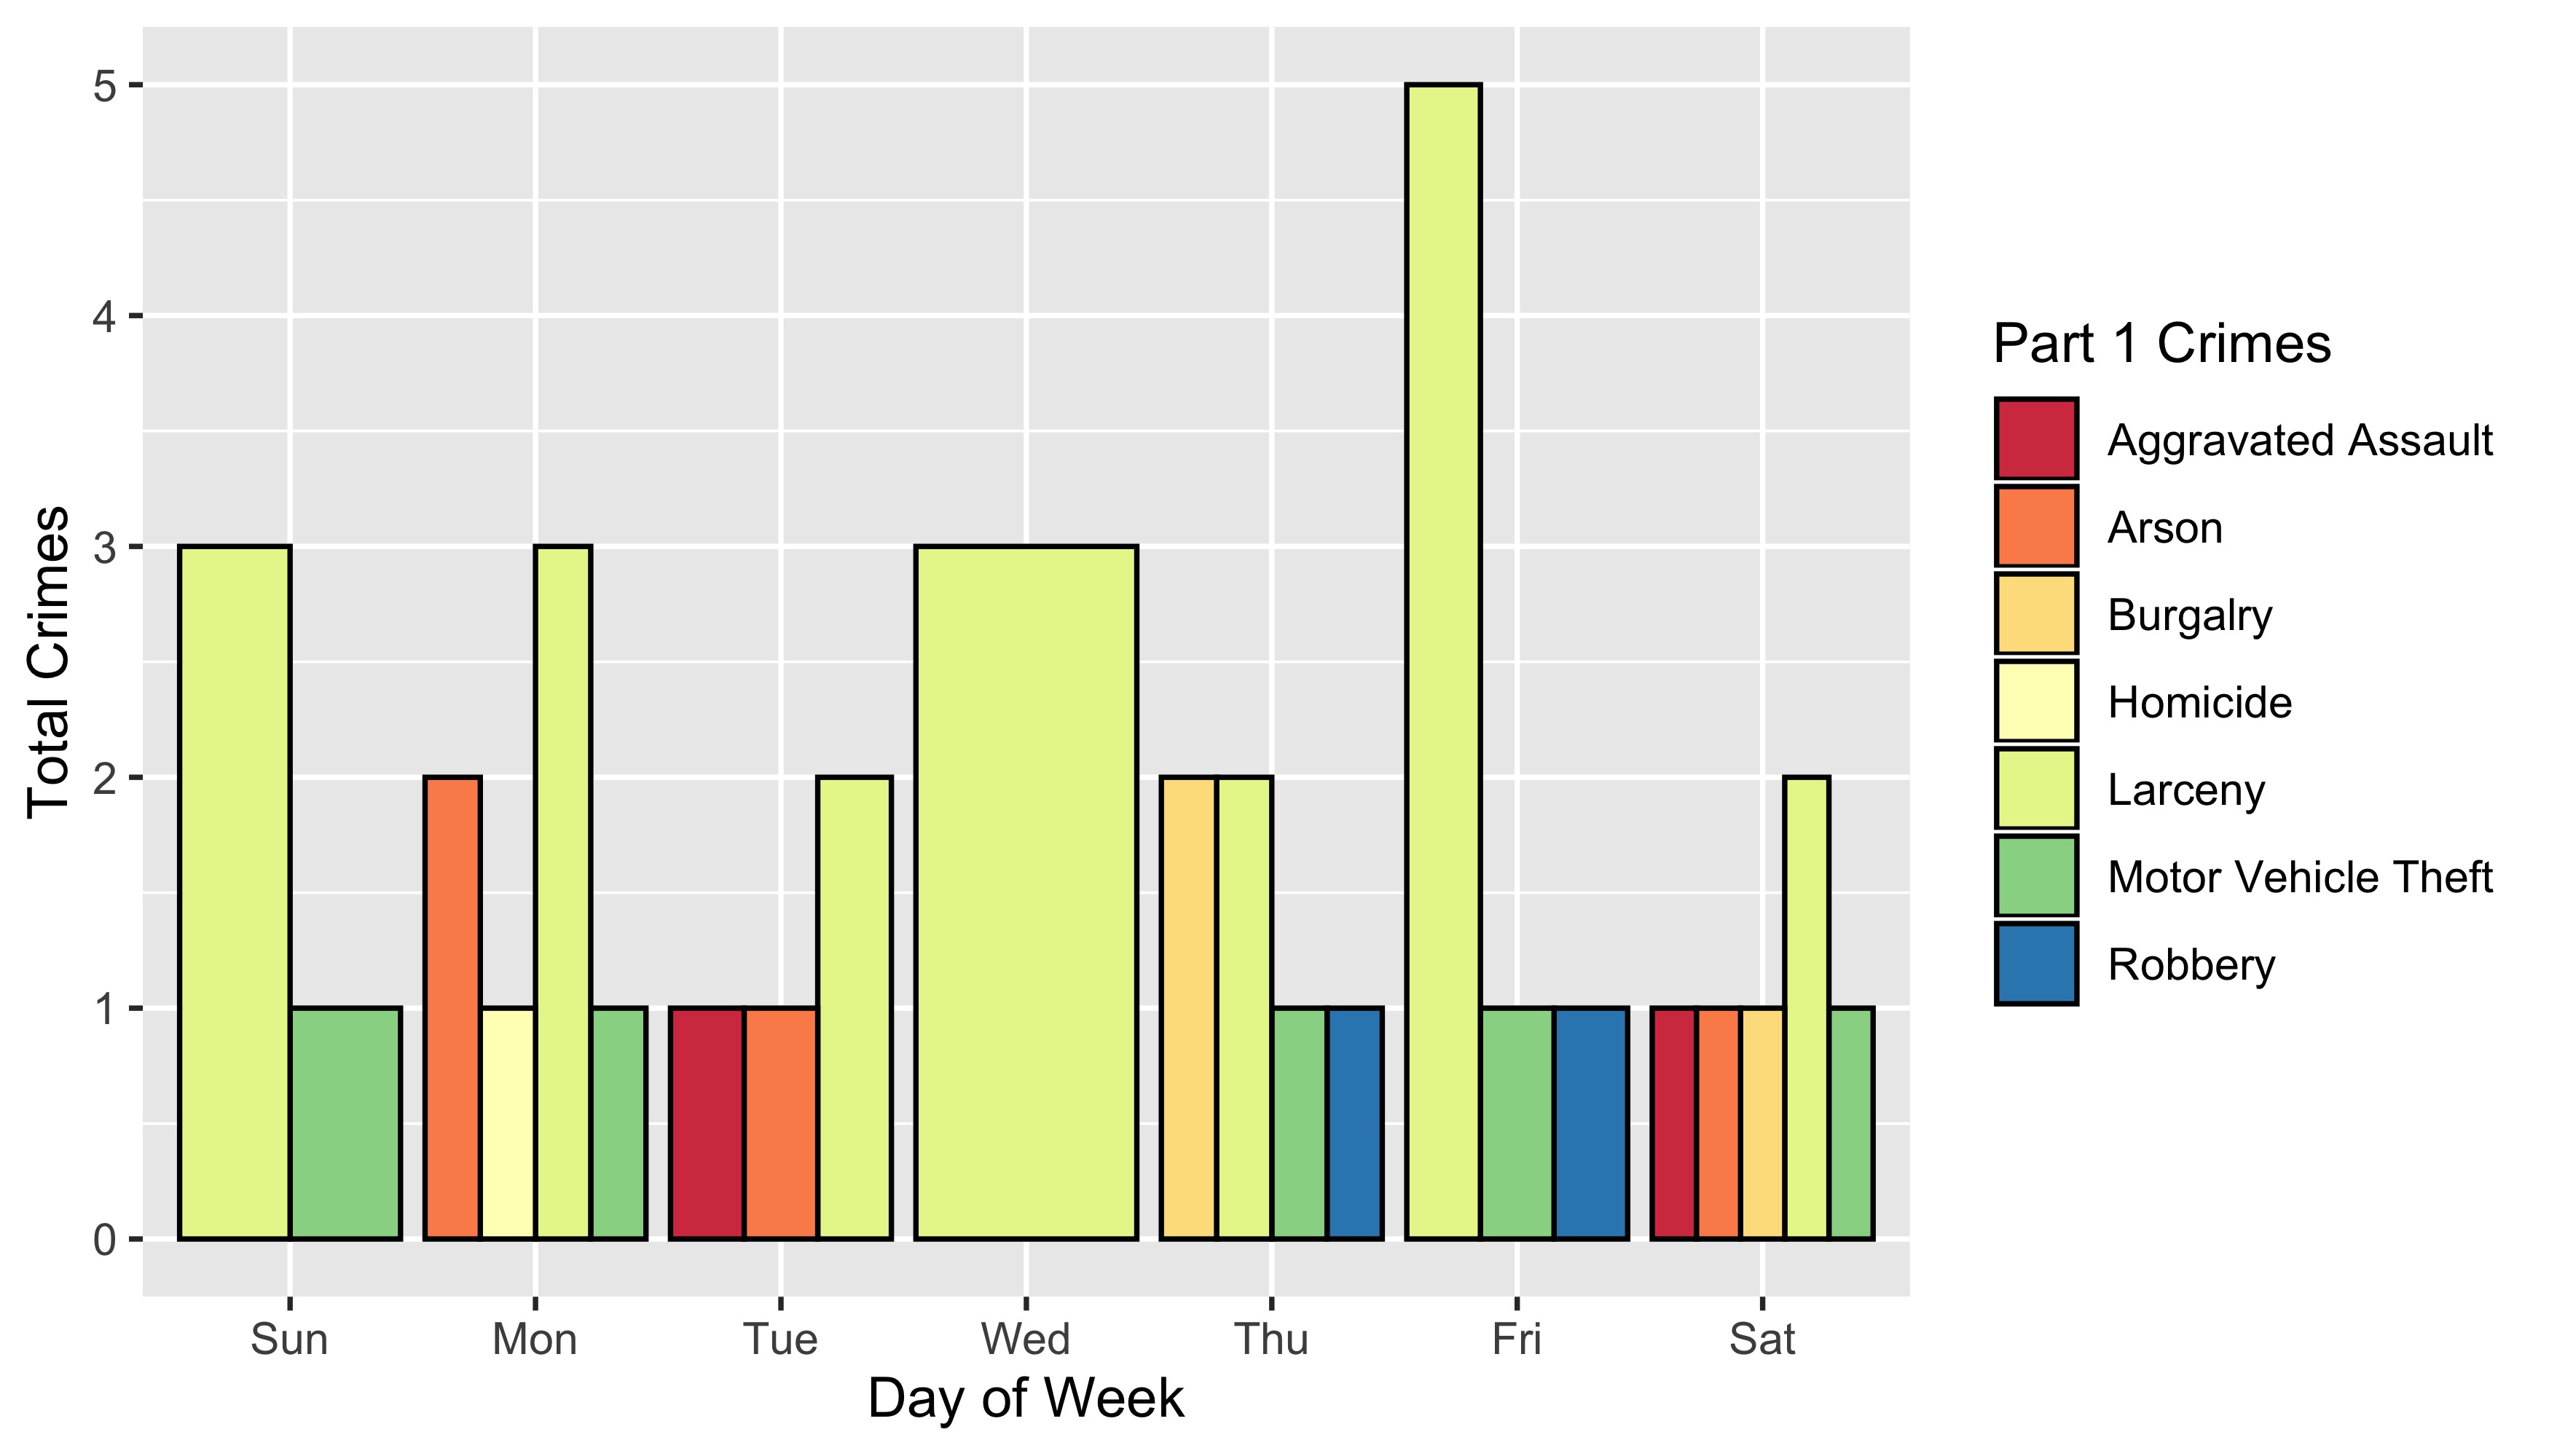 5
4
3
2
1
0
Total Crimes
Sun Mon Tue Wed Thu Fri Sat
Day of Week
Part 1 Crimes
Aggravated Assault
Arson
Burgalry
Homicide
Larceny
Motor Vehicle Theft
Robbery